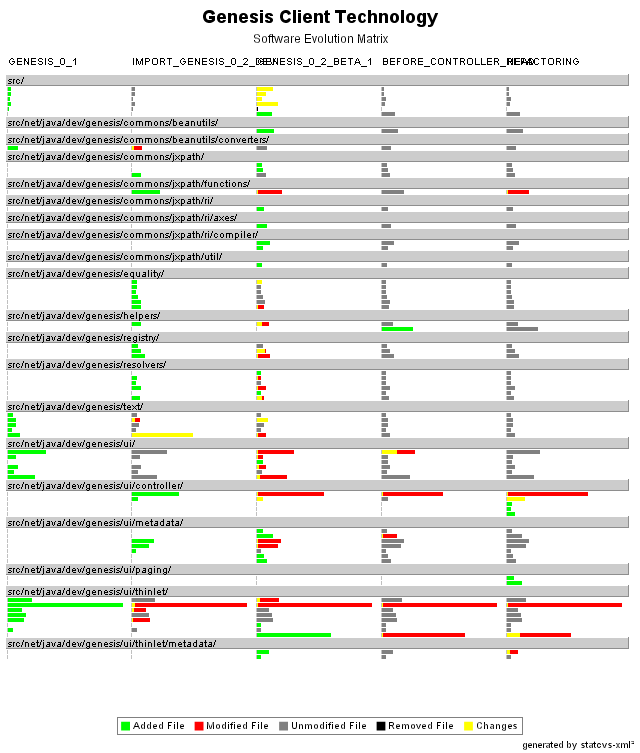 Genesis Client Technology
Software Evolution Matrix
GENESIS_0_1 IMPORT_GENESIS_0_2_DEV GENESIS_0_2_BETA_1 BEFORE_CONTROLLER_REFACTORING HEAD
src/
src/net/java/dev/genesis/commons/beanutils/
src/net/java/dev/genesis/commons/beanutils/converters/
src/net/java/dev/genesis/commons/jxpath/
src/net/java/dev/genesis/commons/jxpath/functions/
src/net/java/dev/genesis/commons/jxpath/ri/
src/net/java/dev/genesis/commons/jxpath/ri/axes/
src/net/java/dev/genesis/commons/jxpath/ri/compiler/
src/net/java/dev/genesis/commons/jxpath/util/
src/net/java/dev/genesis/equality/
src/net/java/dev/genesis/helpers/
src/net/java/dev/genesis/registry/
src/net/java/dev/genesis/resolvers/
src/net/java/dev/genesis/text/
src/net/java/dev/genesis/ui/
src/net/java/dev/genesis/ui/controller/
src/net/java/dev/genesis/ui/metadata/
src/net/java/dev/genesis/ui/paging/
src/net/java/dev/genesis/ui/thinlet/
src/net/java/dev/genesis/ui/thinlet/metadata/
Added File Modified File Unmodified File Removed File Changes
generated by statcvs-xml²